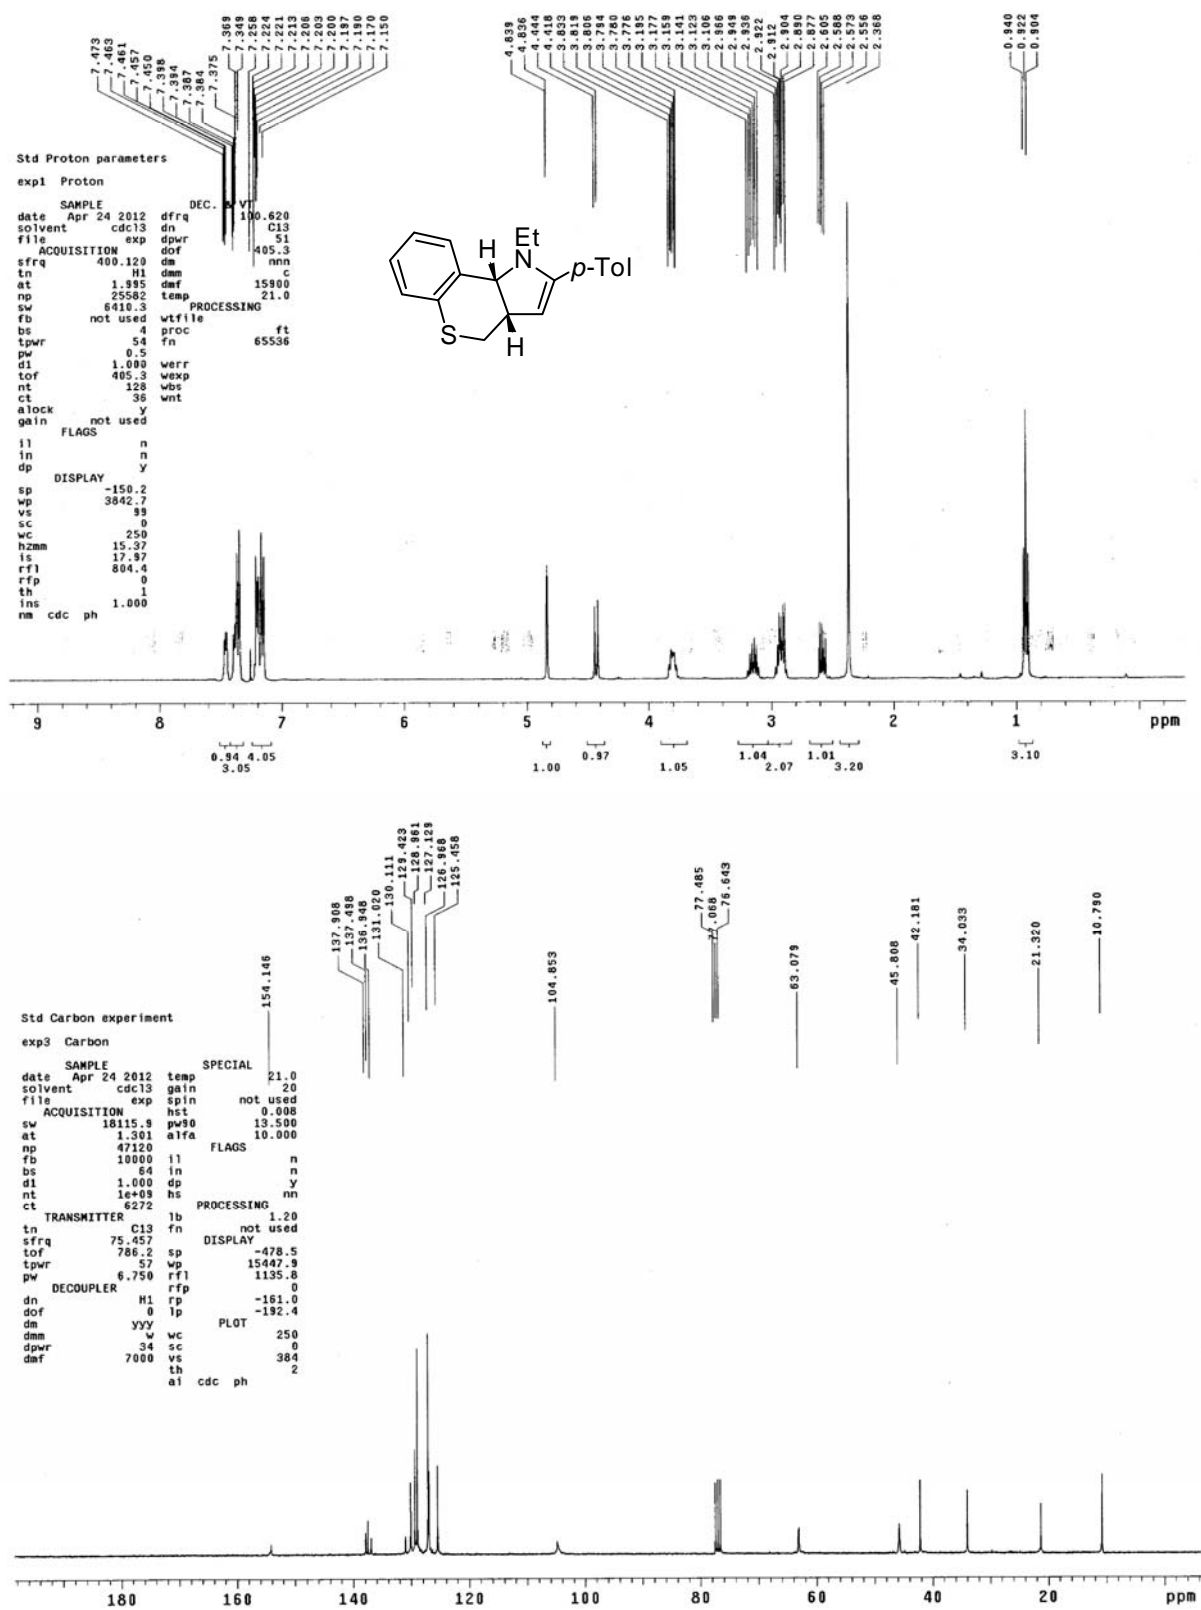 7.473
7.463
7.461
7.457
7.450
7.398
7.394
7.387
7.384
7.375
7.369
7.349
7.258
7.224
7.221
7.213
7.206
7.203
7.200
7.197
7.190
7.170
7.150
4.839
4.836
4.444
4.418
3.833
3.819
3.806
3.794
3.780
3.776
3.195
3.177
3.159
3.141
3.123
3.106
2.966
2.949
2.936
2.922
2.912
2.904
2.890
2.877
2.605
2.588
2.573
2.556
2.368
0.940
0.922
0.904
Std Proton parameters
exp1 Proton
SAMPLE DEC. & VT
date Apr 24 2012 dfrq 100.620
solvent cdcl3 dn C13
file exp dpwr 51
ACQUISITION dof 405.3
sfrq 400.120 dm nnn
tn H1 dmm c
at 1.995 dmf 15900
np 25582 temp 21.0
sw 6410.3 PROCESSING
fb not used wtfile
bs 4 proc ft
tpwr 54 fn 65536
pw 0.5
d1 1.000 werr
tof 405.3 wexp
nt 128 wbs
ct 36 wnt
alock y
gain not used
FLAGS
il n
in n
dp y
DISPLAY
sp -150.2
wp 3842.7
vs 99
sc 0
wc 250
hzmm 15.37
is 17.97
rfl 804.4
rfp 0
th 1
ins 1.000
nm cdc ph
H Et
N p-Tol
S
H
9 8 7 6 5 4 3 2 1 ppm
0.94 4.05 0.97 1.04 1.01
3.05 1.00 1.05 2.07 3.20 3.10
154.146
137.908
137.498
136.948
131.020
130.111
129.423
128.961
127.129
126.968
125.458
104.853
77.485
77.068
76.643
63.079
45.808
42.181
34.033
21.320
10.790
Std Carbon experiment
exp3 Carbon
SAMPLE SPECIAL
date Apr 24 2012 temp 21.0
solvent cdcl3 gain 20
file exp spin not used
ACQUISITION hst 0.008
sw 18115.9 pw90 13.500
at 1.301 alfa 10.000
np 47120 FLAGS
fb 10000 il n
bs 64 in n
d1 1.000 dp y
nt 1e+09 hs nn
ct 6272 PROCESSING
TRANSMITTER lb 1.20
tn C13 fn not used
sfrq 75.457 DISPLAY
tof 786.2 sp -478.5
tpwr 57 wp 15447.9
pw 6.750 rfl 1135.8
DECOUPLER rfp 0
dn H1 rp -161.0
dof 0 lp -192.4
dm yyy PLOT
dmm w wc 250
dpwr 34 sc 0
dmf 7000 vs 384
th 2
ai cdc ph
180 160 140 120 100 80 60 40 20 ppm